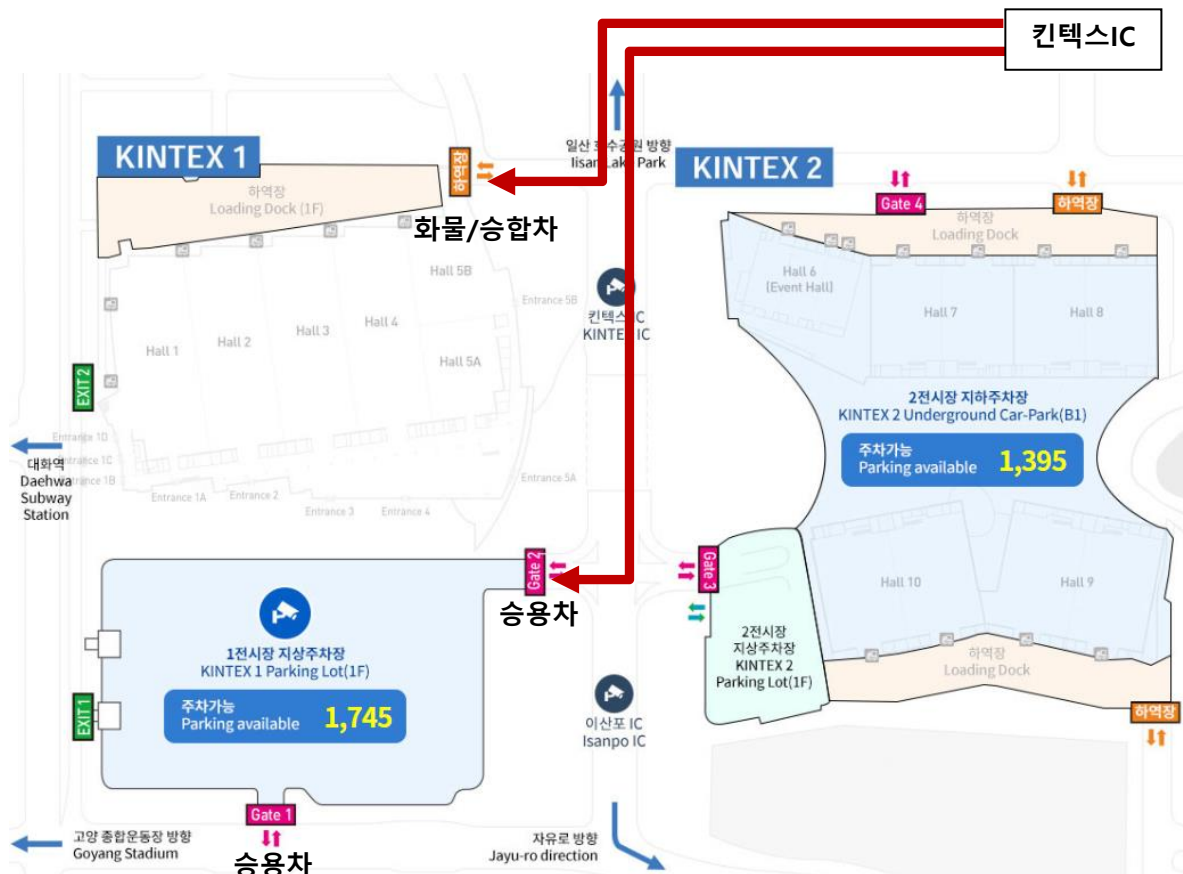 킨텍스IC
KINTEX 1
하역장
일산 호수공원 방향
Ilsan Lake Park
KINTEX 2
하역장
Loading Dock (1F)
화물/승합차
Gate 4
하역장
하역장
Loading Dock
Hall 1
Hall 2
Hall 3
Hall 4
Hall 5B
Hall 5A
Entrance 5B
킨텍스 IC
KINTEX IC
Hall 6
[Event Hall]
Hall 7
Hall 8
EXIT 2
2전시장 지하주차장
KINTEX 2 Underground Car-Park(B1)
주차가능
Parking available
1,395
대화역
Daehwa
Subway
Station
Entrance 1D
Entrance 1C
Entrance 1B
Entrance 1A
Entrance 2
Entrance 3
Entrance 4
Entrance 5A
Gate 2
승용차
Gate 3
Hall 10
Hall 9
1전시장 지상주차장
KINTEX 1 Parking Lot(1F)
주차가능
Parking available
1,745
2전시장
지상주차장
KINTEX 2
Parking Lot(1F)
하역장
Loading Dock
하역장
EXIT 1
이산포 IC
Isanpo IC
Gate 1
승용차
고양 종합운동장 방향
Goyang Stadium
자유로 방향
Jayu-ro direction